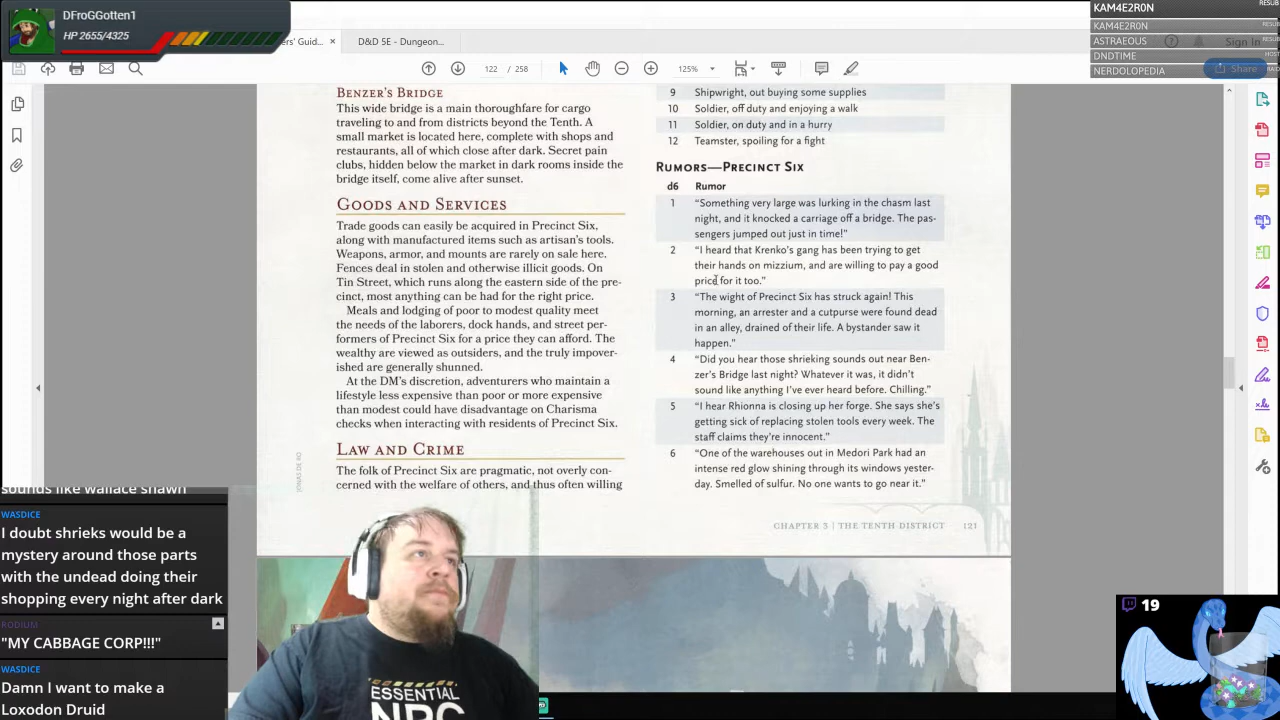 DFroGGotten1
HP 2655/4325
ers' Guid...
D&D 5E - Dungeon...
122 / 258
125%
Sign In
Share
KAM4E2R0N
RESUB
KAM4E2R0N
RESUB
ASTRAEOUS
DNDTIME
HOST
NERDOLOPEDIA
BENZER'S BRIDGE
This wide bridge is a main thoroughfare for cargo
traveling to and from districts beyond the Tenth. A
small market is located here, complete with shops and
restaurants, all of which close after dark. Secret pain
clubs, hidden below the market in dark rooms inside the
bridge itself, come alive after sunset.
GOODS AND SERVICES
Trade goods can easily be acquired in Precinct Six,
along with manufactured items such as artisan's tools.
Weapons, armor, and mounts are rarely on sale here.
Fences deal in stolen and otherwise illicit goods. On
Tin Street, which runs along the eastern side of the pre-
cinct, most anything can be had for the right price.
Meals and lodging of poor to modest quality meet
the needs of the laborers, dock hands, and street per-
formers of Precinct Six for a price they can afford. The
wealthy are viewed as outsiders, and the truly impover-
ished are generally shunned.
At the DM's discretion, adventurers who maintain a
lifestyle less expensive than poor or more expensive
than modest could have disadvantage on Charisma
checks when interacting with residents of Precinct Six.
LAW AND CRIME
The folk of Precinct Six are pragmatic, not overly con-
cerned with the welfare of others, and thus often willing
9 Shipwright, out buying some supplies
10 Soldier, off duty and enjoying a walk
11 Soldier, on duty and in a hurry
12 Teamster, spoiling for a fight
RUMORS—PRECINCT SIX
d6 Rumor
1 "Something very large was lurking in the chasm last
night, and it knocked a carriage off a bridge. The pas-
sengers jumped out just in time!"
2 "I heard that Krenko's gang has been trying to get
their hands on mizzium, and are willing to pay a good
price for it too."
3 "The wight of Precinct Six has struck again! This
morning, an arrester and a cutpurse were found dead
in an alley, drained of their life. A bystander saw it
happen."
4 "Did you hear those shrieking sounds out near Ben-
zer's Bridge last night? Whatever it was, it didn't
sound like anything I've ever heard before. Chilling."
5 "I hear Rhionna is closing up her forge. She says she's
getting sick of replacing stolen tools every week. The
staff claims they're innocent."
6 "One of the warehouses out in Medori Park had an
intense red glow shining through its windows yester-
day. Smelled of sulfur. No one wants to go near it."
CHAPTER 3 | THE TENTH DISTRICT 121
sounds like wallace shawn
WASDICE
I doubt shrieks would be a
mystery around those parts
with the undead doing their
shopping every night after dark
RODIUM
"MY CABBAGE CORP!!!"
WASDICE
Damn I want to make a
Loxodon Druid
ESSENTIAL
NPC
19